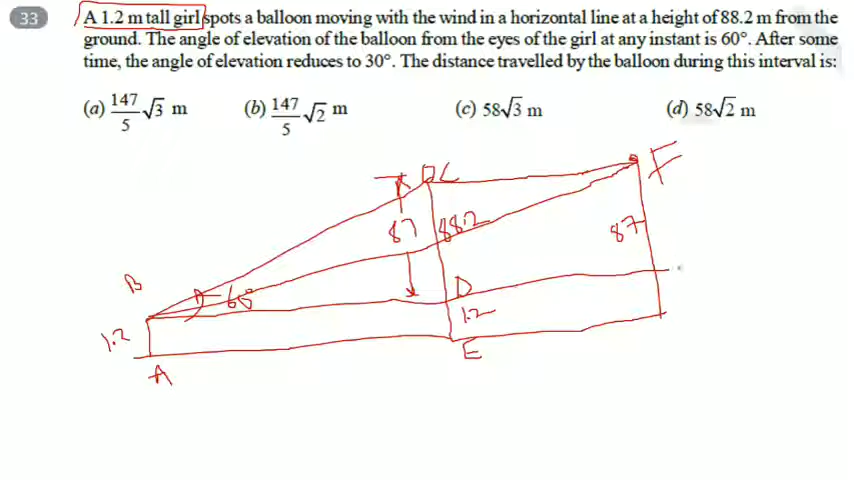 33 A 1.2 m tall girl spots a balloon moving with the wind in a horizontal line at a height of 88.2 m from the
ground. The angle of elevation of the balloon from the eyes of the girl at any instant is 60°. After some
time, the angle of elevation reduces to 30°. The distance travelled by the balloon during this interval is:
(a) 147/5 √3 m (b) 147/5 √2 m (c) 58√3 m (d) 58√2 m
C F
87 88.2 87
B 60° D
1.2 1.2
A E